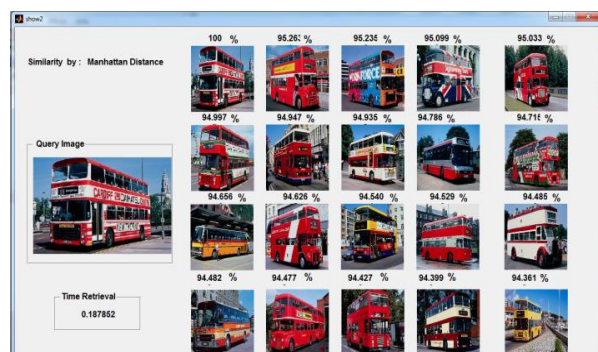 show2
100 % 95.263 % 95.235 % 95.099 % 95.033 %
Similarity by : Manhattan Distance
94.997 % 94.947 % 94.935 % 94.786 % 94.715 %
Query Image
94.656 % 94.626 % 94.540 % 94.529 % 94.485 %
94.482 % 94.477 % 94.427 % 94.399 % 94.361 %
Time Retrieval
0.187852